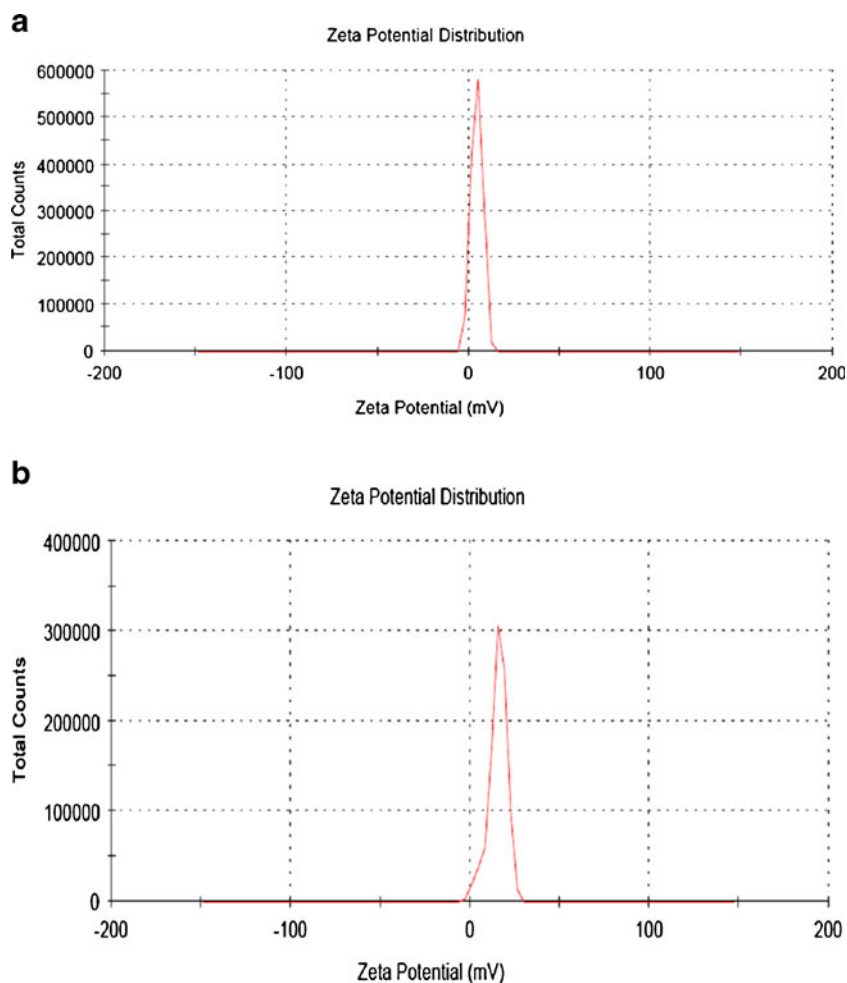 a
Zeta Potential Distribution
600000
500000
400000
300000
200000
100000
0
Total Counts
-200 -100 0 100 200
Zeta Potential (mV)
b
Zeta Potential Distribution
400000
300000
200000
100000
0
Total Counts
-200 -100 0 100 200
Zeta Potential (mV)